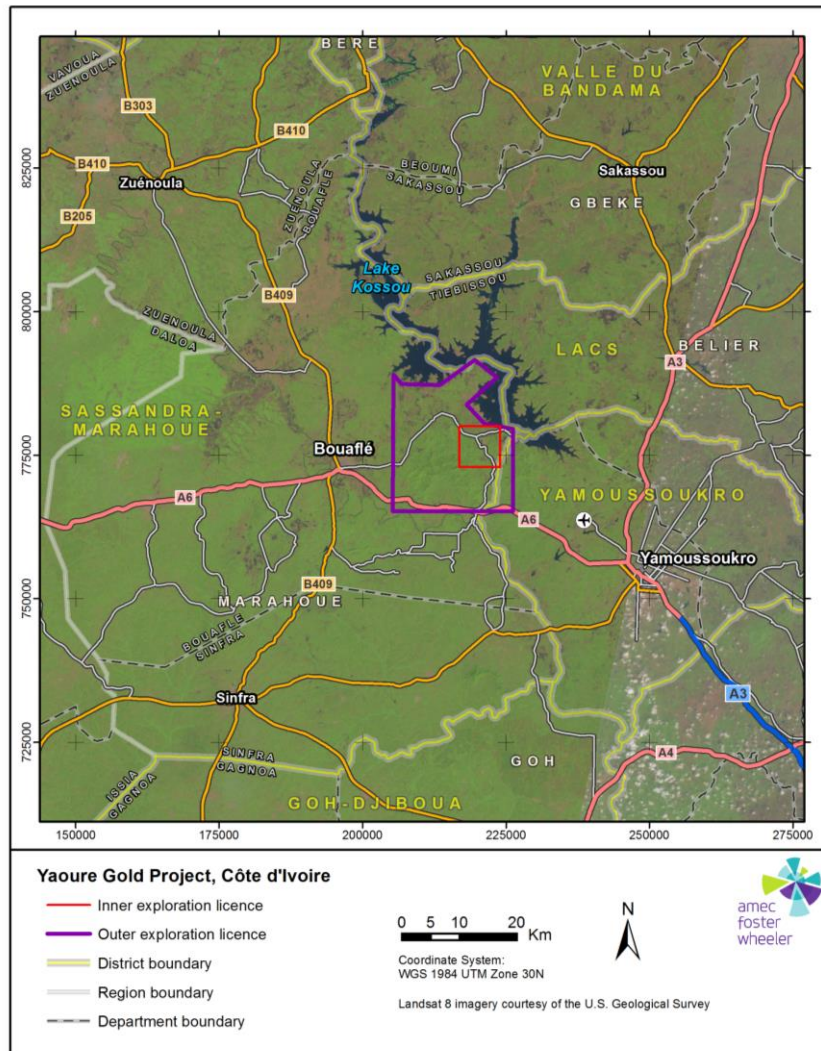 BERE
VAVOUA
ZUENOULA
VALLE DU
BANDAMA
B303
B410
B410
Zuénoula
B205
ZUENOULA
BOUAFLE
BEOUMI
SAKASSOU
Sakassou
GBEKE
Lake
Kossou
SAKASSOU
TIEBISSOU
B409
ZUENOULA
DALOA
LACS
BELIER
A3
SASSANDRA-
MARAHOUE
Bouaflé
A6
YAMOUSSOUKRO
A6
Yamoussoukro
B409
MARAHOUE
BOUAFLE
SINFRA
Sinfra
A3
SINFRA
GAGNOA
ISSIA
GAGNOA
GOH
A4
GOH-DJIBOUA
825000
800000
775000
750000
725000
150000 175000 200000 225000 250000 275000
Yaoure Gold Project, Côte d'Ivoire
Inner exploration licence
Outer exploration licence
District boundary
Region boundary
Department boundary
0 5 10 20
Km
Coordinate System:
WGS 1984 UTM Zone 30N
Landsat 8 imagery courtesy of the U.S. Geological Survey
N
amec
foster
wheeler